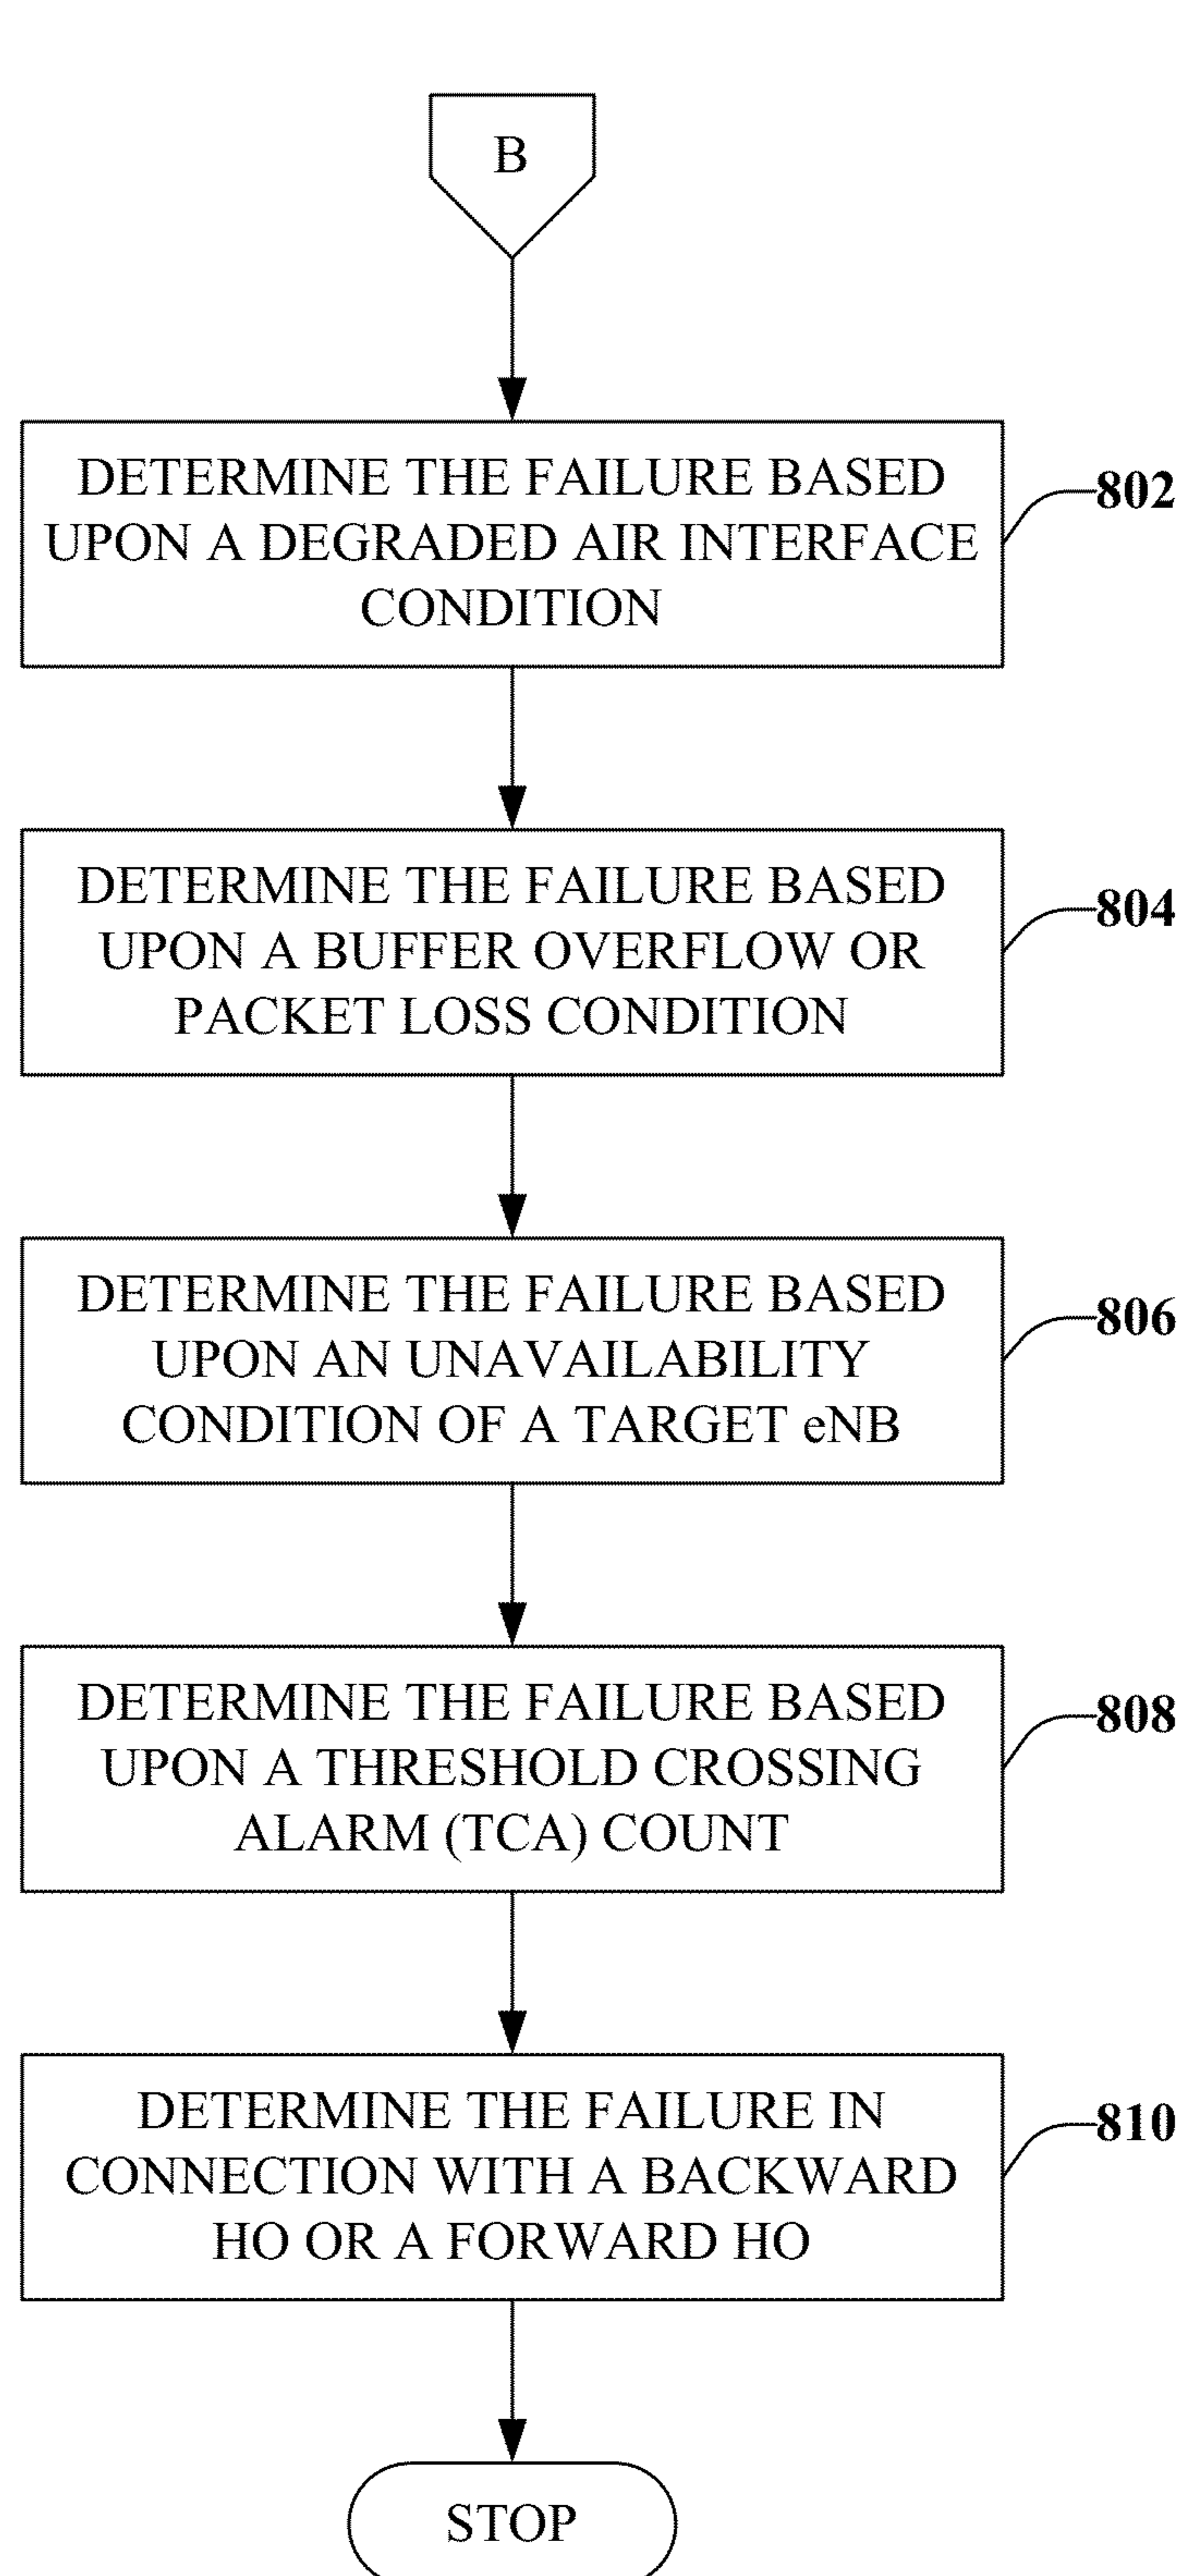 B
DETERMINE THE FAILURE BASED
UPON A DEGRADED AIR INTERFACE
CONDITION
802
DETERMINE THE FAILURE BASED
UPON A BUFFER OVERFLOW OR
PACKET LOSS CONDITION
804
DETERMINE THE FAILURE BASED
UPON AN UNAVAILABILITY
CONDITION OF A TARGET eNB
806
DETERMINE THE FAILURE BASED
UPON A THRESHOLD CROSSING
ALARM (TCA) COUNT
808
DETERMINE THE FAILURE IN
CONNECTION WITH A BACKWARD
HO OR A FORWARD HO
810
STOP